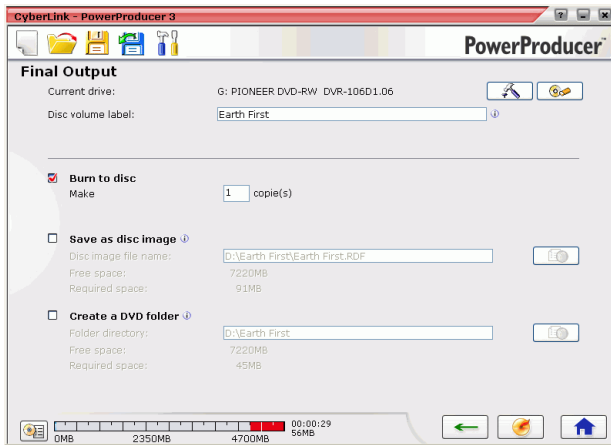 CyberLink - PowerProducer 3
PowerProducer™
Final Output
Current drive: G: PIONEER DVD-RW DVR-106D1.06
Disc volume label: Earth First
Burn to disc
Make 1 copie(s)
Save as disc image
Disc image file name: D:\Earth First\Earth First.RDF
Free space: 7220MB
Required space: 91MB
Create a DVD folder
Folder directory: D:\Earth First
Free space: 7220MB
Required space: 45MB
00:00:29
56MB
0MB 2350MB 4700MB